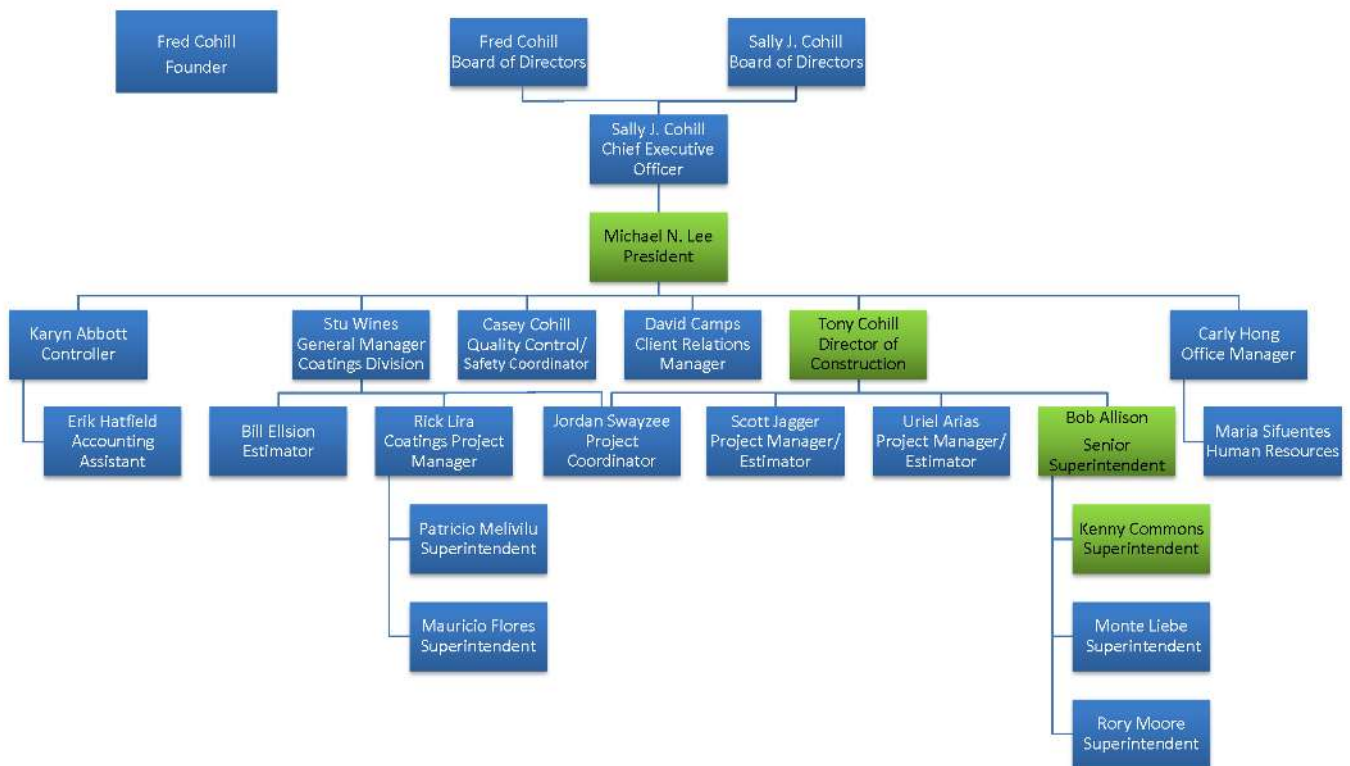 Fred Cohill
Founder
Fred Cohill
Board of Directors
Sally J. Cohill
Board of Directors
Sally J. Cohill
Chief Executive
Officer
Michael N. Lee
President
Karyn Abbott
Controller
Stu Wines
General Manager
Coatings Division
Casey Cohill
Quality Control/
Safety Coordinator
David Camps
Client Relations
Manager
Tony Cohill
Director of
Construction
Carly Hong
Office Manager
Erik Hatfield
Accounting
Assistant
Bill Ellsion
Estimator
Rick Lira
Coatings Project
Manager
Jordan Swayzee
Project
Coordinator
Scott Jagger
Project Manager/
Estimator
Uriel Arias
Project Manager/
Estimator
Bob Allison
Senior
Superintendent
Maria Sifuentes
Human Resources
Patricio Melivilu
Superintendent
Kenny Commons
Superintendent
Mauricio Flores
Superintendent
Monte Liebe
Superintendent
Rory Moore
Superintendent